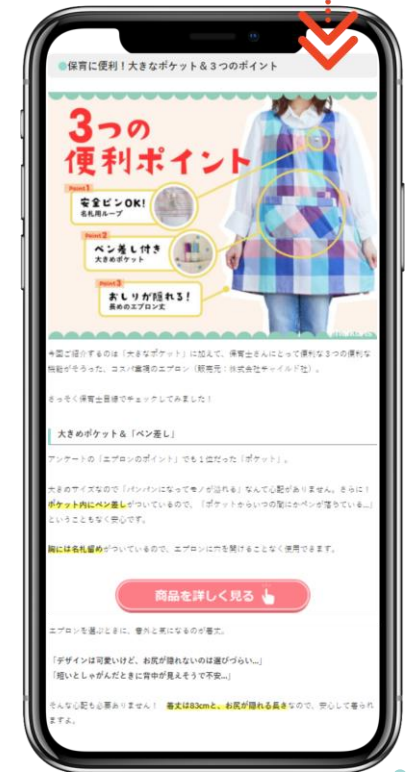 保育に便利！大きなポケット＆３つのポイント
3つの
便利ポイント
Point1
安全ピンOK!
名札用ループ
Point2
ペン差し付き
大きめポケット
Point3
おしりが隠れる！
長めのエプロン丈
今回ご紹介するのは「大きなポケット」に加えて、保育士さんにとって便利な３つの便利な
機能がそろった、コスパ重視のエプロン（販売元：株式会社チャイルド社）。
さっそく保育士目線でチェックしてみました！
大きめポケット＆「ペン差し」
アンケートの「エプロンのポイント」でも１位だった「ポケット」。
大きめサイズなので「パンパンになってモノが溢れる」なんて心配がありません。さらに！
ポケット内にペン差しがついているので、「ポケットからいつの間にかペンが落ちている…」
ということもなく安心です。
胸には名札留めがついているので、エプロンに穴を開けることなく使用できます。
商品を詳しく見る
エプロンを選ぶときに、意外と気になるのが着丈。
「デザインは可愛いけど、お尻が隠れないのは選びづらい…」
「短いとしゃがんだときに背中が見えそうで不安…」
そんな心配も必要ありません！　着丈は83cmと、お尻が隠れる長さなので、安心して着られ
ますよ。